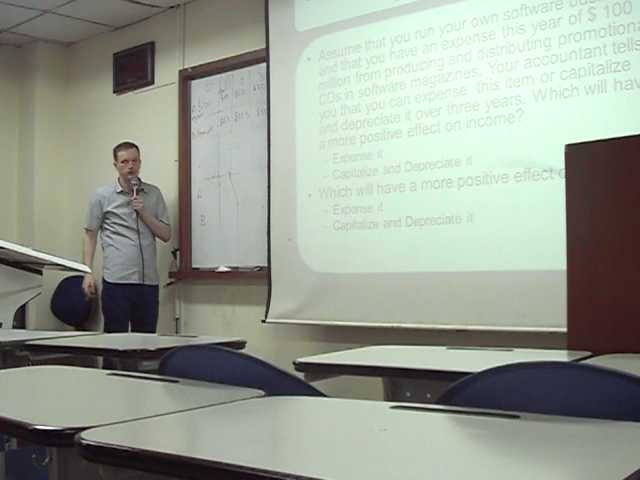 • Assume that you run your own software bus
and that you have an expense this year of $ 100
million from producing and distributing promotiona
CDs in software magazines. Your accountant tells
you that you can expense this item or capitalize
and depreciate it over three years. Which will hav
a more positive effect on income?
– Expense it
– Capitalize and Depreciate it
• Which will have a more positive effect o
– Expense it
– Capitalize and Depreciate it